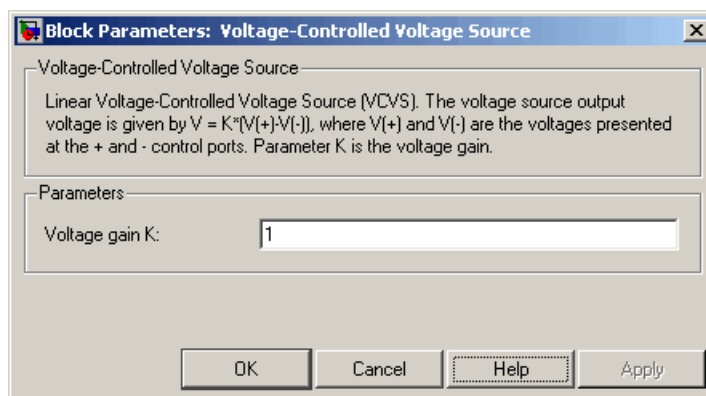 Block Parameters: Voltage-Controlled Voltage Source
Voltage-Controlled Voltage Source
Linear Voltage-Controlled Voltage Source (VCVS). The voltage source output
voltage is given by V = K*(V(+)-V(-)), where V(+) and V(-) are the voltages presented
at the + and - control ports. Parameter K is the voltage gain.
Parameters
Voltage gain K: 1
OK Cancel Help Apply